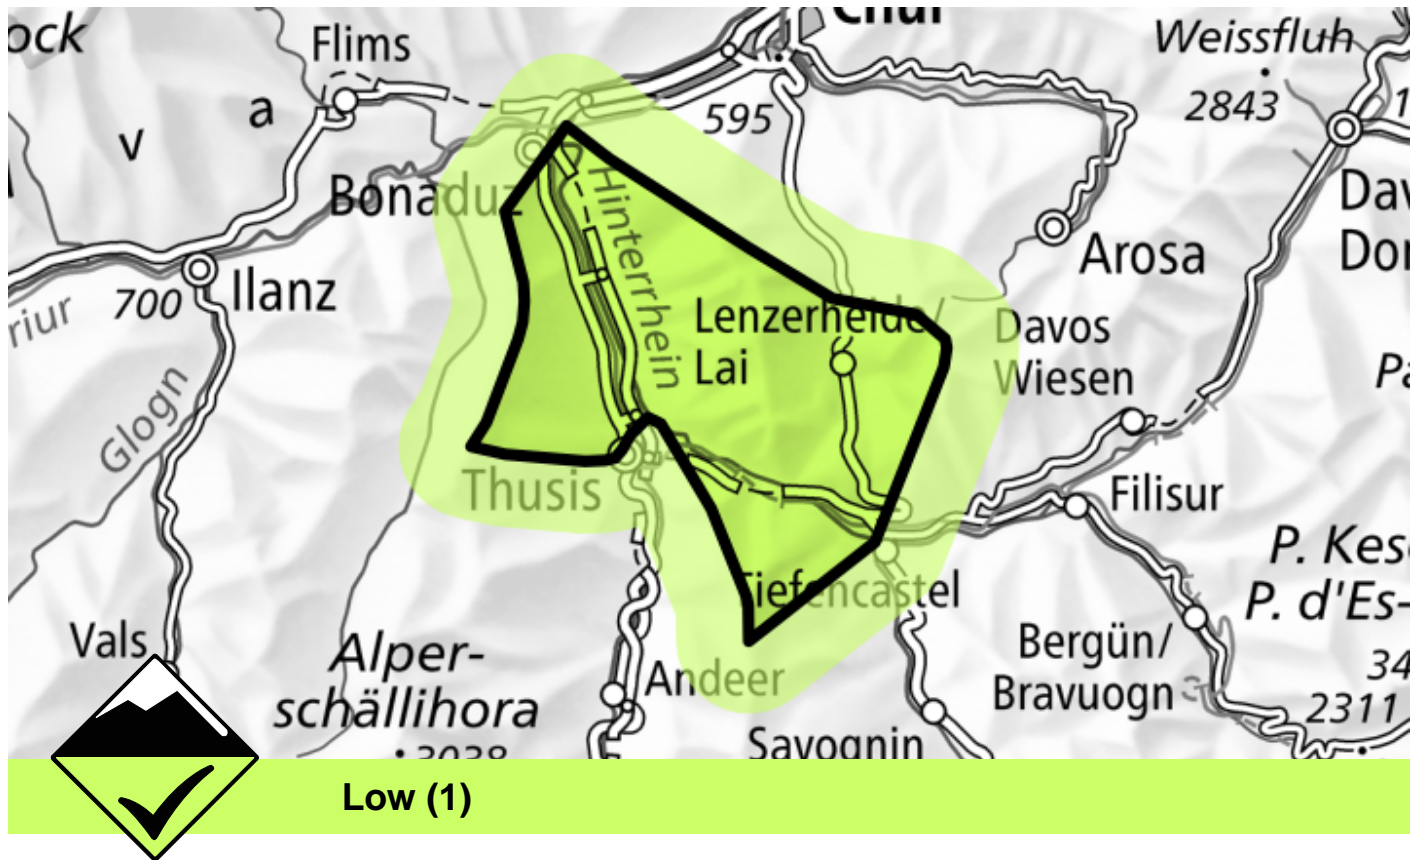 Chur
ock
Flims
Weissfluh
2843
a
595
v
Bonaduz
Hinterrhein
Dav
Dor
Arosa
Ilanz
700
riur
Lenzerheide/
Lai
Davos
Wiesen
Pa
Glogn
Thusis
Filisur
P. Kes
P. d'Es-
Tiefencastel
Vals
Alper-
schällihora
3038
Andeer
Bergün/
Bravuogn
34
2311
Savognin
Low (1)